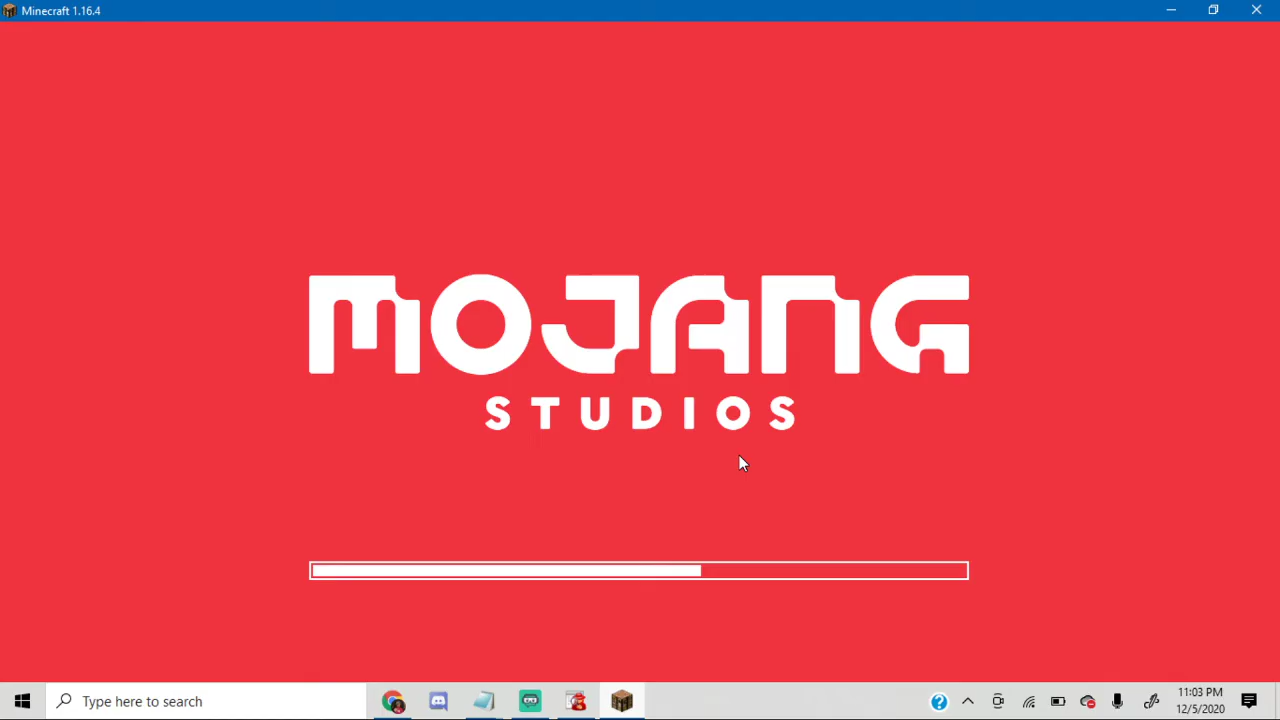 Minecraft 1.16.4
MOJANG
STUDIOS
Type here to search
11:03 PM
12/5/2020